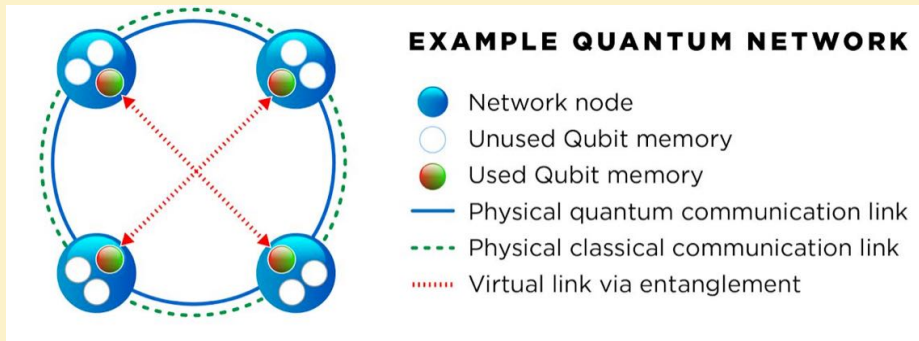 EXAMPLE QUANTUM NETWORK
Network node
Unused Qubit memory
Used Qubit memory
Physical quantum communication link
Physical classical communication link
Virtual link via entanglement